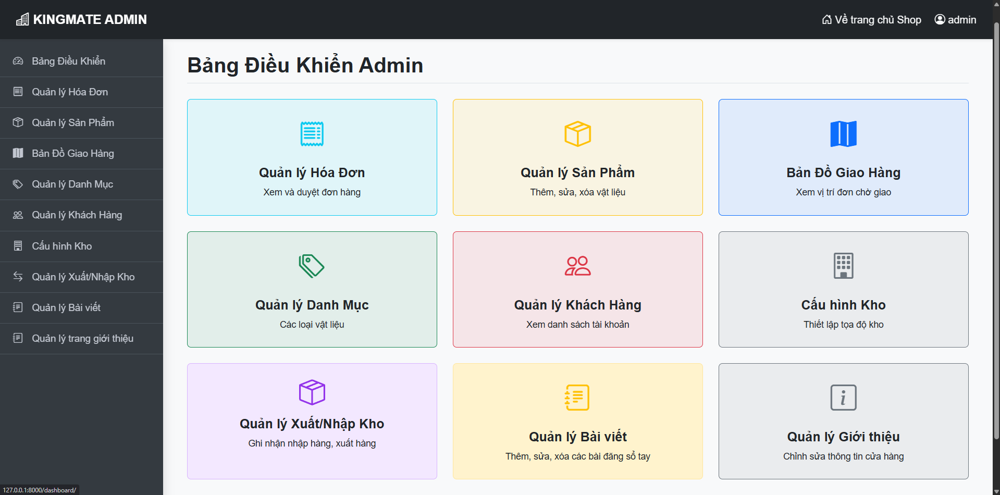 KINGMATE ADMIN
Về trang chủ Shop
admin
Bảng Điều Khiển
Quản lý Hóa Đơn
Quản lý Sản Phẩm
Bản Đồ Giao Hàng
Quản lý Danh Mục
Quản lý Khách Hàng
Cấu hình Kho
Quản lý Xuất/Nhập Kho
Quản lý Bài viết
Quản lý trang giới thiệu
Bảng Điều Khiển Admin
Quản lý Hóa Đơn
Xem và duyệt đơn hàng
Quản lý Sản Phẩm
Thêm, sửa, xóa vật liệu
Bản Đồ Giao Hàng
Xem vị trí đơn chờ giao
Quản lý Danh Mục
Các loại vật liệu
Quản lý Khách Hàng
Xem danh sách tài khoản
Cấu hình Kho
Thiết lập tọa độ kho
Quản lý Xuất/Nhập Kho
Ghi nhận nhập hàng, xuất hàng
Quản lý Bài viết
Thêm, sửa, xóa các bài đăng sổ tay
Quản lý Giới thiệu
Chỉnh sửa thông tin cửa hàng
127.0.0.1:8000/dashboard/